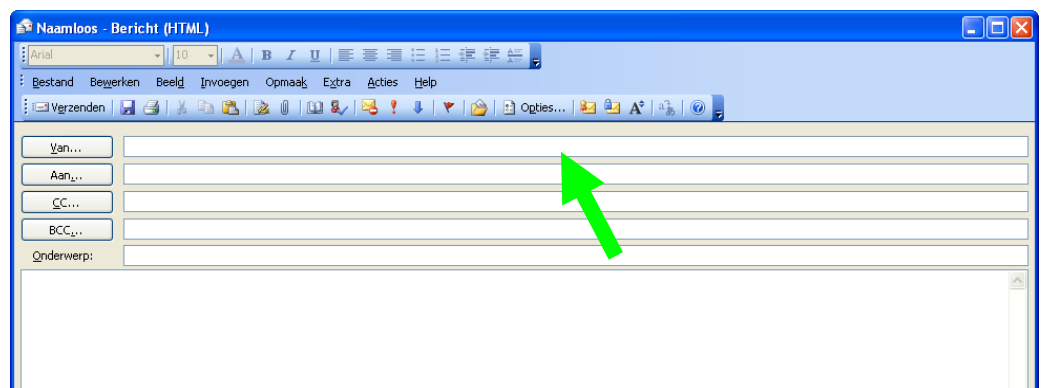 Naamloos - Bericht (HTML)
Arial 10 A B I U
Bestand Bewerken Beeld Invoegen Opmaak Extra Acties Help
Verzenden Opties...
Van...
Aan...
CC...
BCC...
Onderwerp: